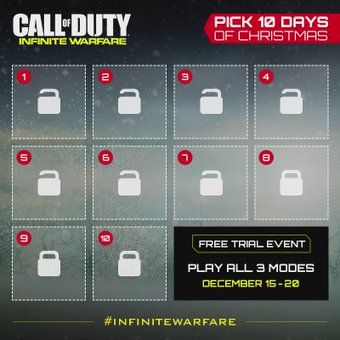 CALL OF DUTY
INFINITE WARFARE
PICK 10 DAYS
OF CHRISTMAS
1
2
3
4
5
6
7
8
9
10
FREE TRIAL EVENT
PLAY ALL 3 MODES
DECEMBER 15-20
#INFINITEWARFARE